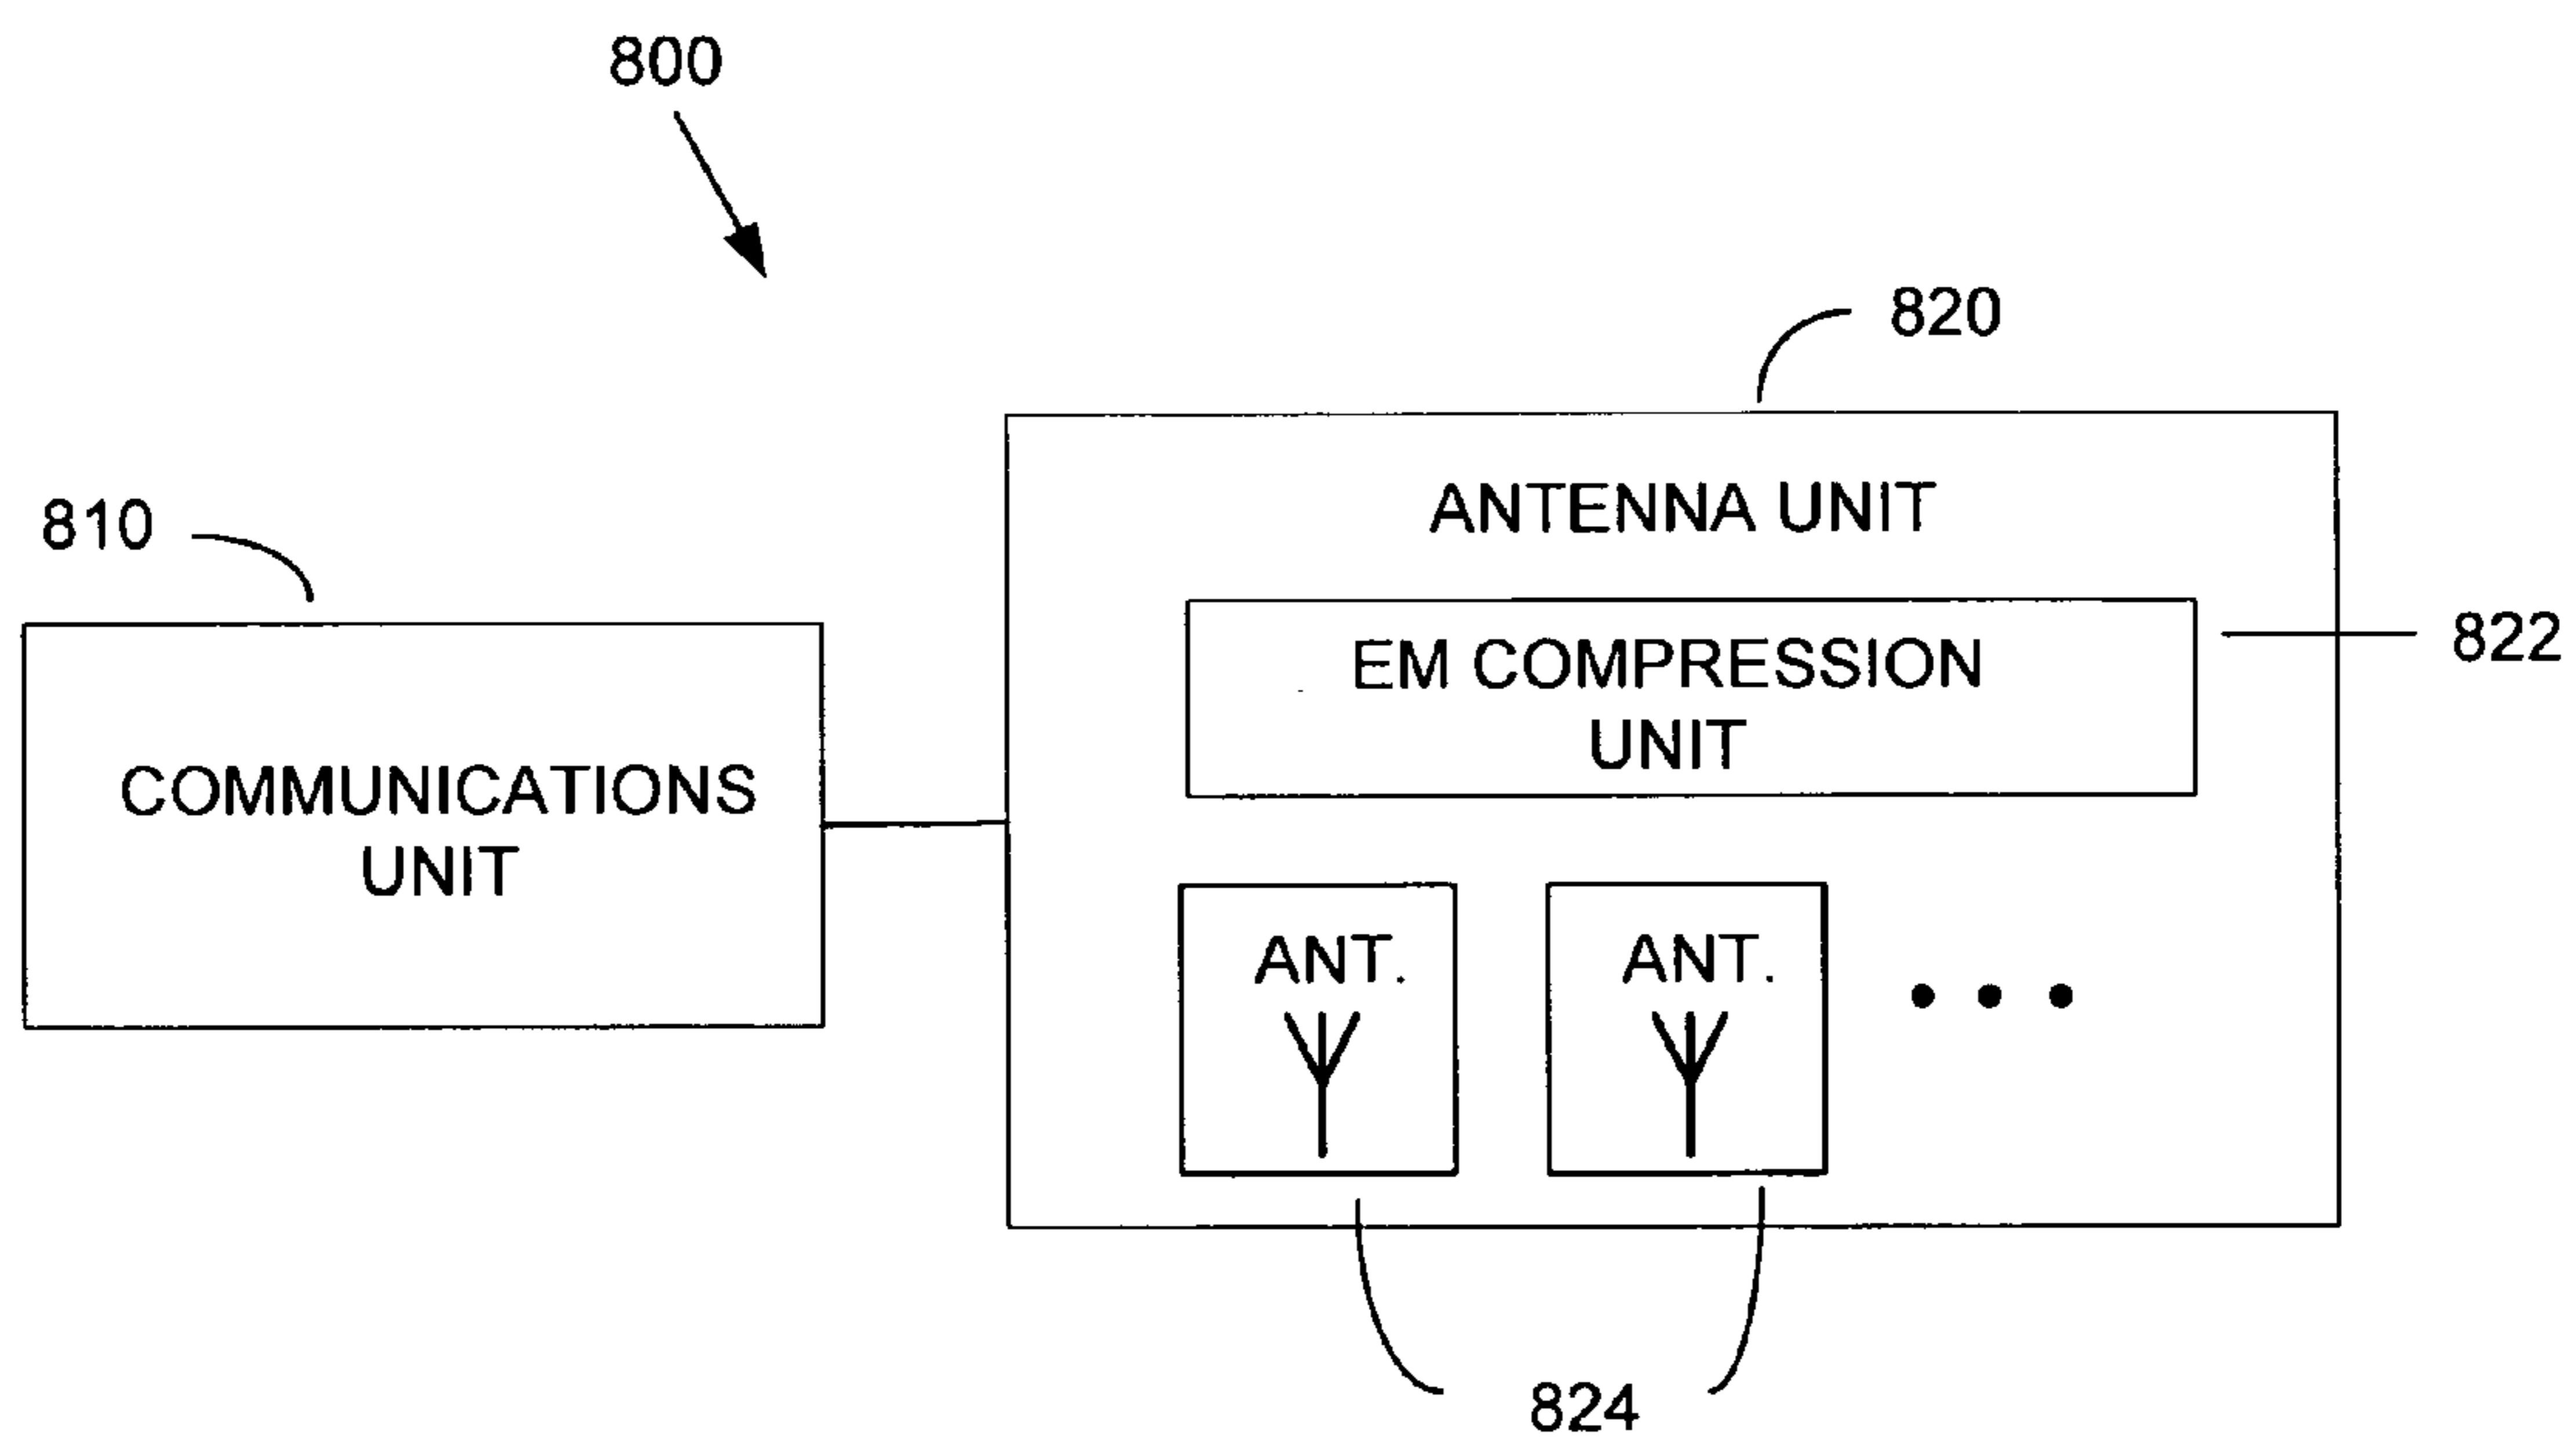 800
820
ANTENNA UNIT
810
EM COMPRESSION
UNIT
822
COMMUNICATIONS
UNIT
ANT.
ANT.
824